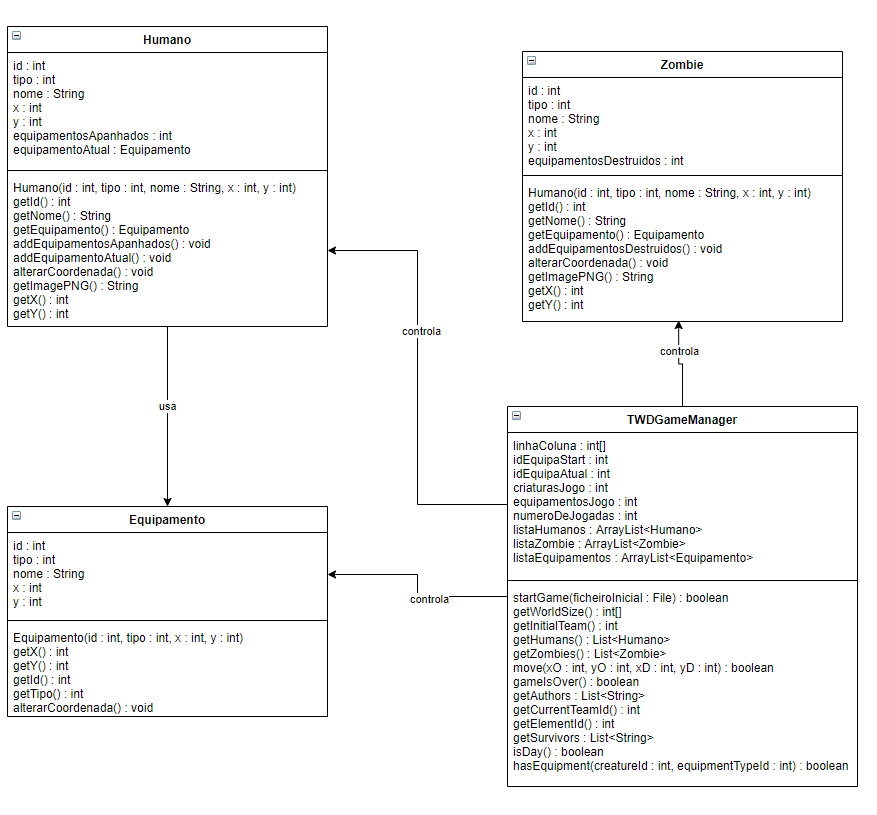 Humano
id : int
tipo : int
nome : String
x : int
y : int
equipamentosApanhados : int
equipamentoAtual : Equipamento
Humano(id : int, tipo : int, nome : String, x : int, y : int)
getId() : int
getNome() : String
getEquipamento() : Equipamento
addEquipamentosApanhados() : void
addEquipamentoAtual() : void
alterarCoordenada() : void
getImagePNG() : String
getX() : int
getY() : int
Zombie
id : int
tipo : int
nome : String
x : int
y : int
equipamentosDestruidos : int
Humano(id : int, tipo : int, nome : String, x : int, y : int)
getId() : int
getNome() : String
getEquipamento() : Equipamento
addEquipamentosDestruidos() : void
alterarCoordenada() : void
getImagePNG() : String
getX() : int
getY() : int
controla
controla
usa
Equipamento
id : int
tipo : int
nome : String
x : int
y : int
Equipamento(id : int, tipo : int, x : int, y : int)
getX() : int
getY() : int
getId() : int
getTipo() : int
alterarCoordenada() : void
controla
TWDGameManager
linhaColuna : int[]
idEquipaStart : int
idEquipaAtual : int
criaturasJogo : int
equipamentosJogo : int
numeroDeJogadas : int
listaHumanos : ArrayList<Humano>
listaZombie : ArrayList<Zombie>
listaEquipamentos : ArrayList<Equipamento>
startGame(ficheiroInicial : File) : boolean
getWorldSize() : int[]
getInitialTeam() : int
getHumans() : List<Humano>
getZombies() : List<Zombie>
move(xO : int, yO : int, xD : int, yD : int) : boolean
gameIsOver() : boolean
getAuthors : List<String>
getCurrentTeamId() : int
getElementId() : int
getSurvivors : List<String>
isDay() : boolean
hasEquipment(creatureId : int, equipmentTypeId : int) : boolean